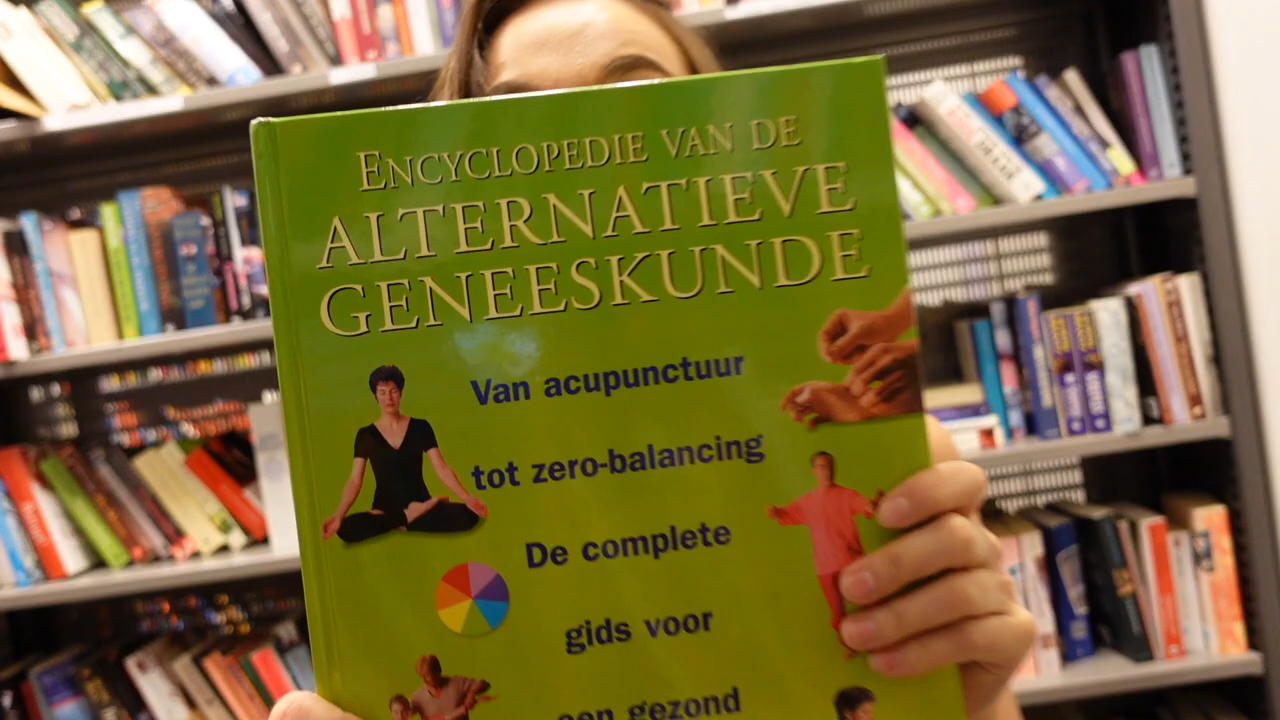 ENCYCLOPEDIE VAN DE
ALTERNATIEVE
GENEESKUNDE
Van acupunctuur
tot zero-balancing
De complete
gids voor
een gezond